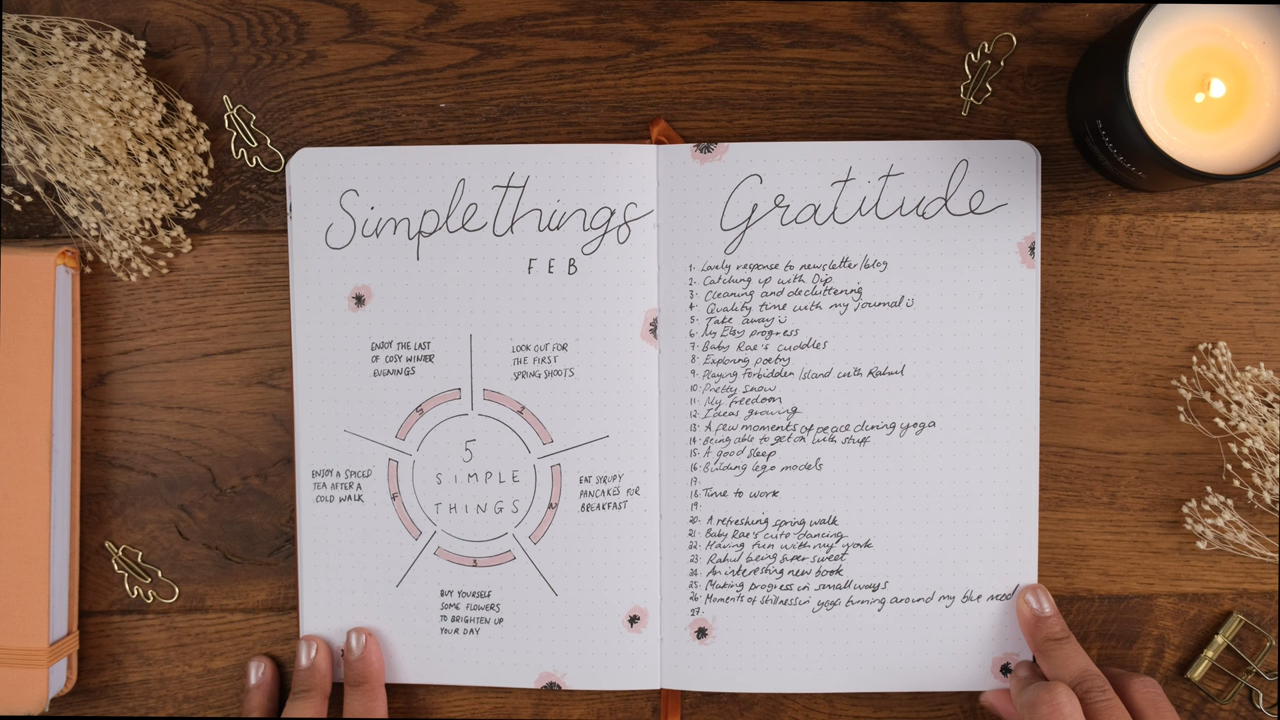 Simple things
FEB
ENJOY THE LAST
OF COSY WINTER
EVENINGS
LOOK OUT FOR
THE FIRST
SPRING SHOOTS
5
1
5
SIMPLE
THINGS
ENJOY A SPICED
TEA AFTER A
COLD WALK
4
EAT SYRUPY
PANCAKES FOR
BREAKFAST
2
3
BUY YOURSELF
SOME FLOWERS
TO BRIGHTEN UP
YOUR DAY
Gratitude
1. Lovely response to newsletter/blog
2. Catching up with Dip
3. Cleaning and decluttering
4. Quality time with my journal
5. Take away
6. My Etsy progress
7. Baby Rae's cuddles
8. Exploring poetry
9. Playing Forbidden Island with Rahul
10. Pretty snow
11. My freedom
12. Ideas growing
13. A few moments of peace during yoga
14. Being able to get on with stuff
15. A good sleep
16. Building lego models
17.
18. Time to work
19.
20. A refreshing spring walk
21. Baby Rae's cute dancing
22. Having fun with my work
23. Rahul being super sweet
24. An interesting new book
25. Making progress in small ways
26. Moments of stillness in yoga turning around my blue mood
27.